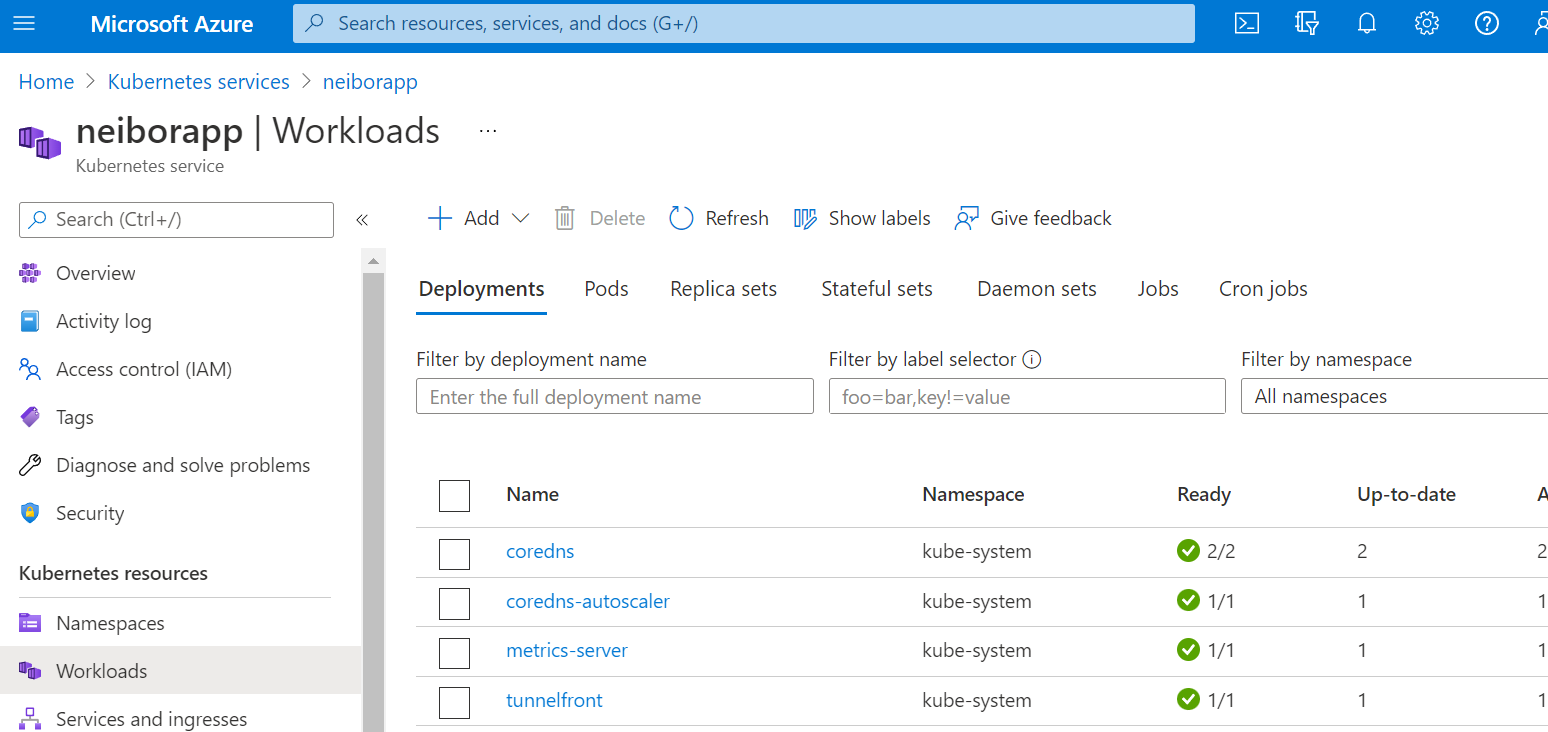 Microsoft Azure
Search resources, services, and docs (G+/)
Home > Kubernetes services > neiborapp
neiborapp | Workloads ...
Kubernetes service
Search (Ctrl+/)
«
Overview
Activity log
Access control (IAM)
Tags
Diagnose and solve problems
Security
Kubernetes resources
Namespaces
Workloads
Services and ingresses
Add Delete Refresh Show labels Give feedback
Deployments Pods Replica sets Stateful sets Daemon sets Jobs Cron jobs
Filter by deployment name Filter by label selector Filter by namespace
Enter the full deployment name foo=bar,key!=value All namespaces
Name Namespace Ready Up-to-date A
coredns kube-system 2/2 2 2
coredns-autoscaler kube-system 1/1 1 1
metrics-server kube-system 1/1 1 1
tunnelfront kube-system 1/1 1 1